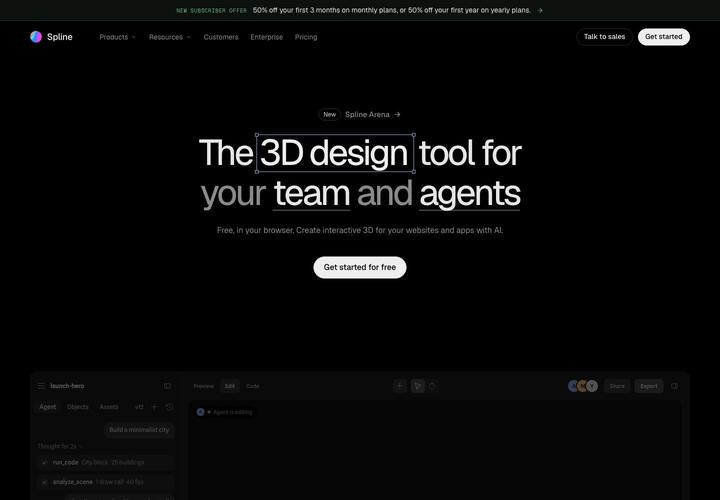 NEW SUBSCRIBER OFFER 50% off your first 3 months on monthly plans, or 50% off your first year on yearly plans. →
Spline Products Resources Customers Enterprise Pricing Talk to sales Get started
New Spline Arena →
The 3D design tool for
your team and agents
Free, in your browser. Create interactive 3D for your websites and apps with AI.
Get started for free
launch-hero Preview Edit Code Share Export
Agent Objects Assets
Agent is editing
Build a minimalist city
Thought for 2s
run_code City block · 25 buildings
analyze_scene 1 draw call · 60 fps